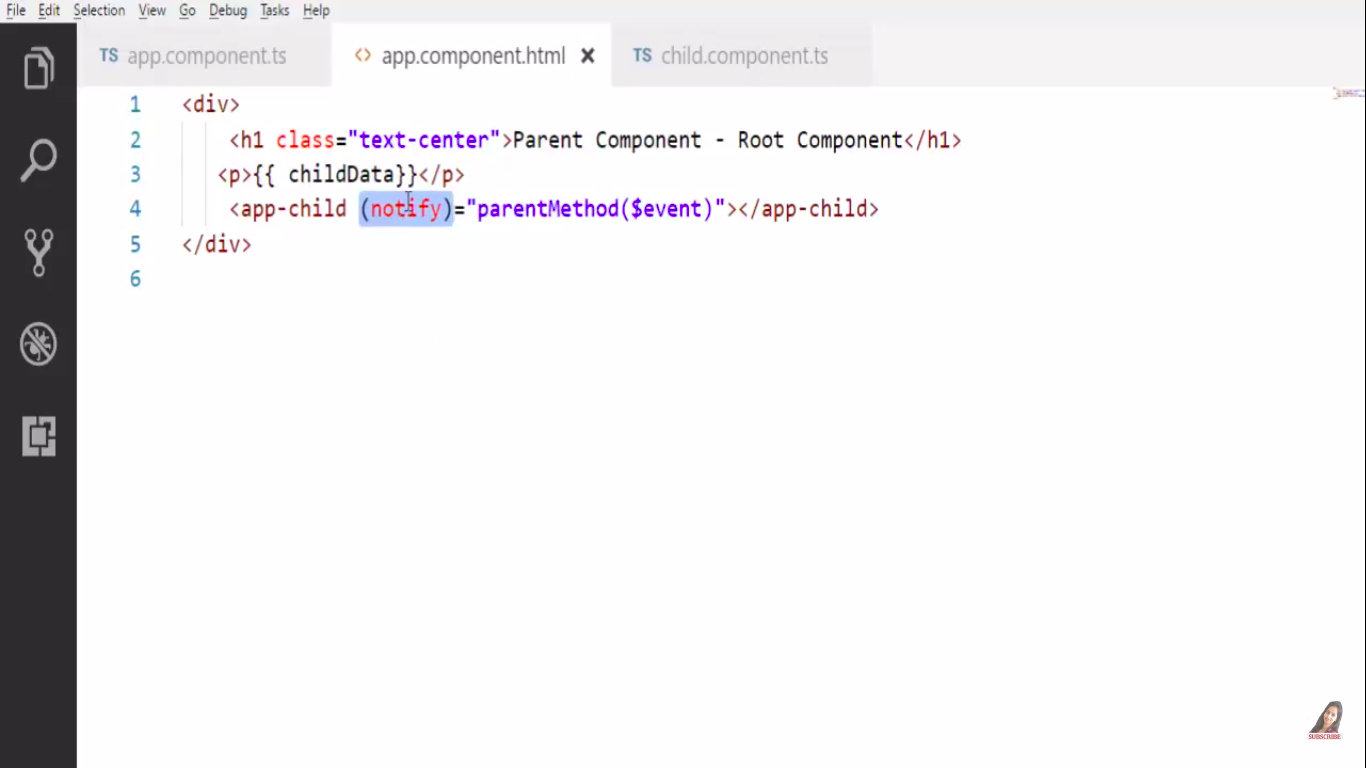 File Edit Selection View Go Debug Tasks Help
TS app.component.ts <> app.component.html × TS child.component.ts
1 <div>
2 <h1 class="text-center">Parent Component - Root Component</h1>
3 <p>{{ childData}}</p>
4 <app-child (notify)="parentMethod($event)"></app-child>
5 </div>
6
SUBSCRIBE